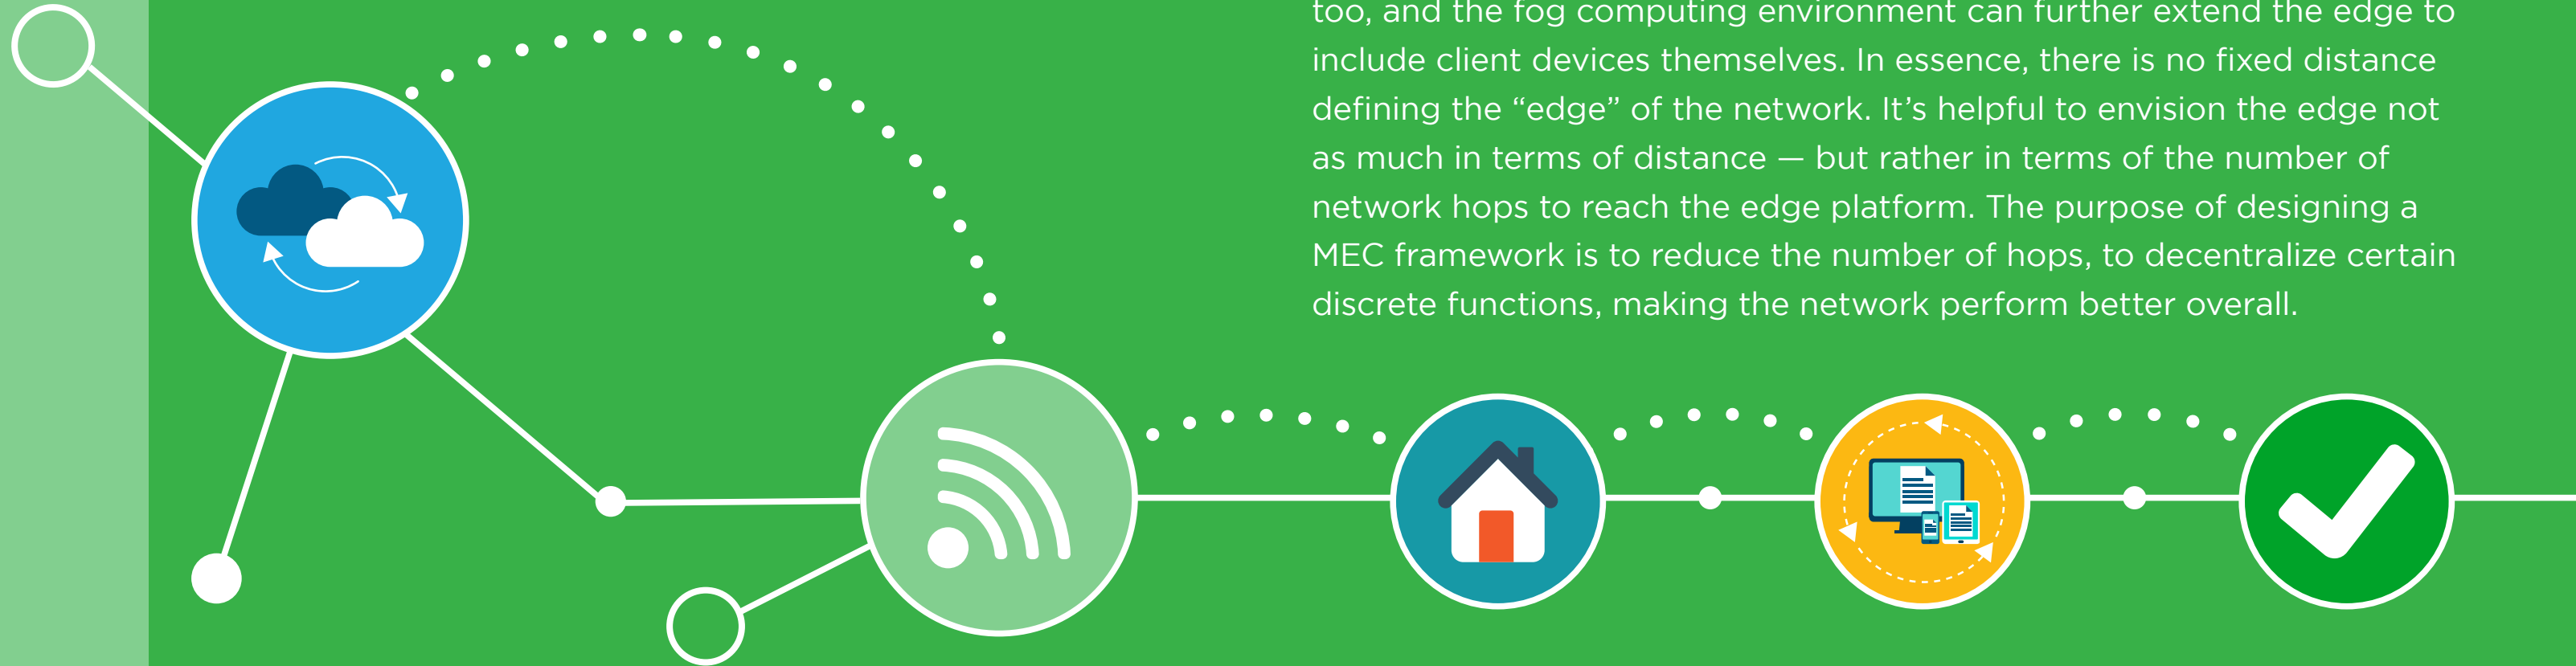 too, and the fog computing environment can further extend the edge to
include client devices themselves. In essence, there is no fixed distance
defining the “edge” of the network. It’s helpful to envision the edge not
as much in terms of distance — but rather in terms of the number of
network hops to reach the edge platform. The purpose of designing a
MEC framework is to reduce the number of hops, to decentralize certain
discrete functions, making the network perform better overall.